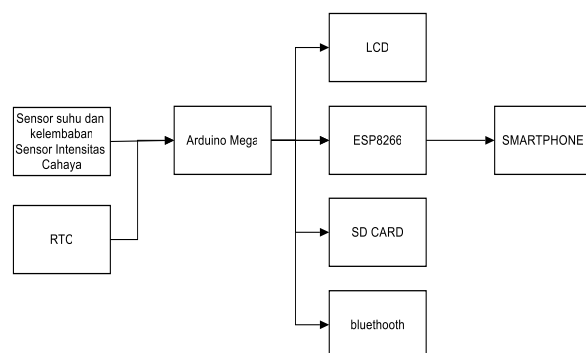 LCD
Sensor suhu dan
kelembaban
Sensor Intensitas
Cahaya
Arduino Mega
ESP8266
SMARTPHONE
RTC
SD CARD
bluethooth